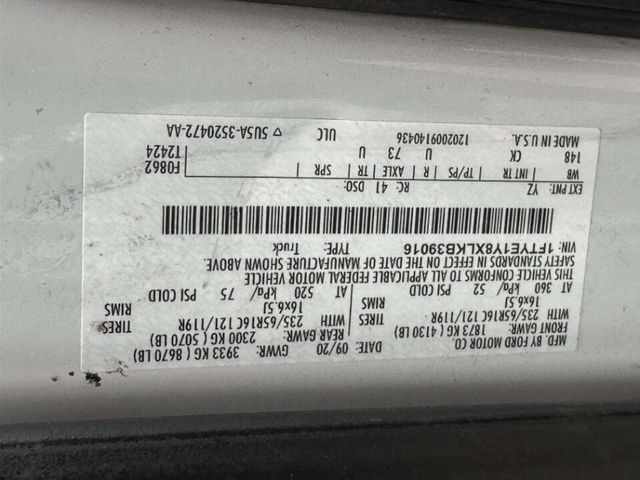 MFD. BY FORD MOTOR CO.
DATE: 09/20 GVWR: 3933 KG ( 8670 LB)
FRONT GAWR: 1873 KG ( 4130 LB) REAR GAWR: 2300 KG ( 5070 LB)
WITH 235/65R16C 121/119R TIRES WITH 235/65R16C 121/119R TIRES
16x6.5J RIMS 16x6.5J RIMS
AT 360 kPa/ 52 PSI COLD AT 520 kPa/ 75 PSI COLD
THIS VEHICLE CONFORMS TO ALL APPLICABLE FEDERAL MOTOR VEHICLE
SAFETY STANDARDS IN EFFECT ON THE DATE OF MANUFACTURE SHOWN ABOVE.
VIN: 1FTYE1Y8XLKB39016 TYPE: Truck
EXT PNT: YZ RC: 41 DSO: F0862
WB INT TR TP/PS R AXLE TR SPR T2424
148 CK U 73 U
MADE IN U.S.A. 1202009140436 ULC ▽ 5U5A-3520472-AA